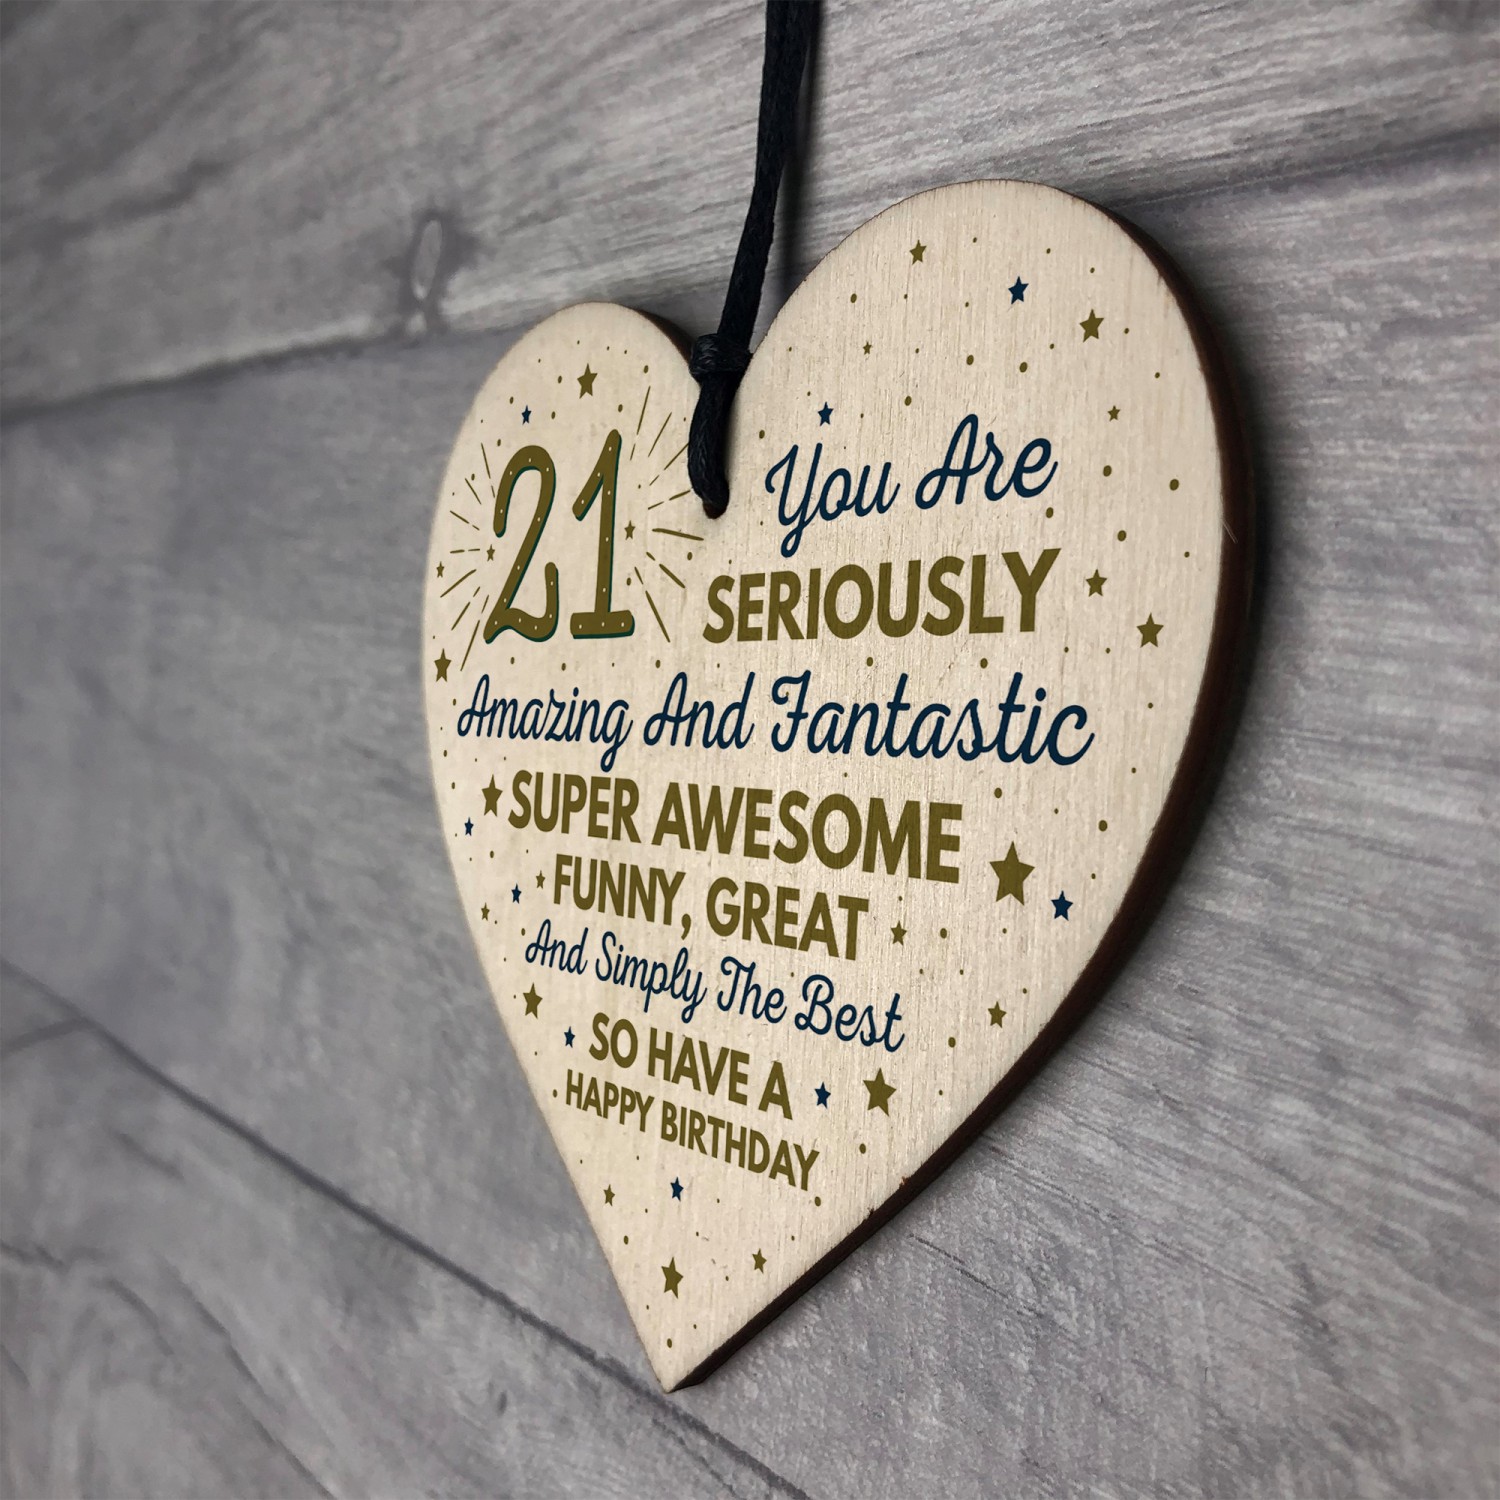 21
You Are
SERIOUSLY
Amazing And Fantastic
SUPER AWESOME
FUNNY, GREAT
And Simply The Best
SO HAVE A
HAPPY BIRTHDAY